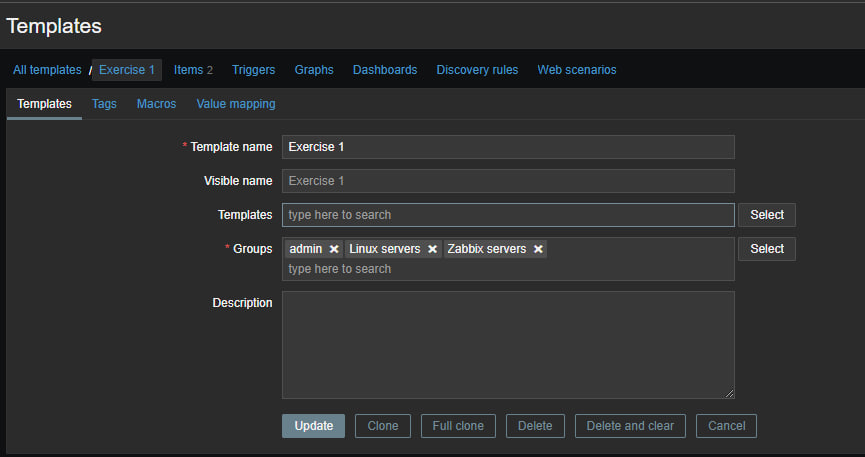 Templates
All templates / Exercise 1 Items 2 Triggers Graphs Dashboards Discovery rules Web scenarios
Templates Tags Macros Value mapping
* Template name Exercise 1
Visible name Exercise 1
Templates type here to search Select
* Groups admin Linux servers Zabbix servers Select
type here to search
Description
Update Clone Full clone Delete Delete and clear Cancel